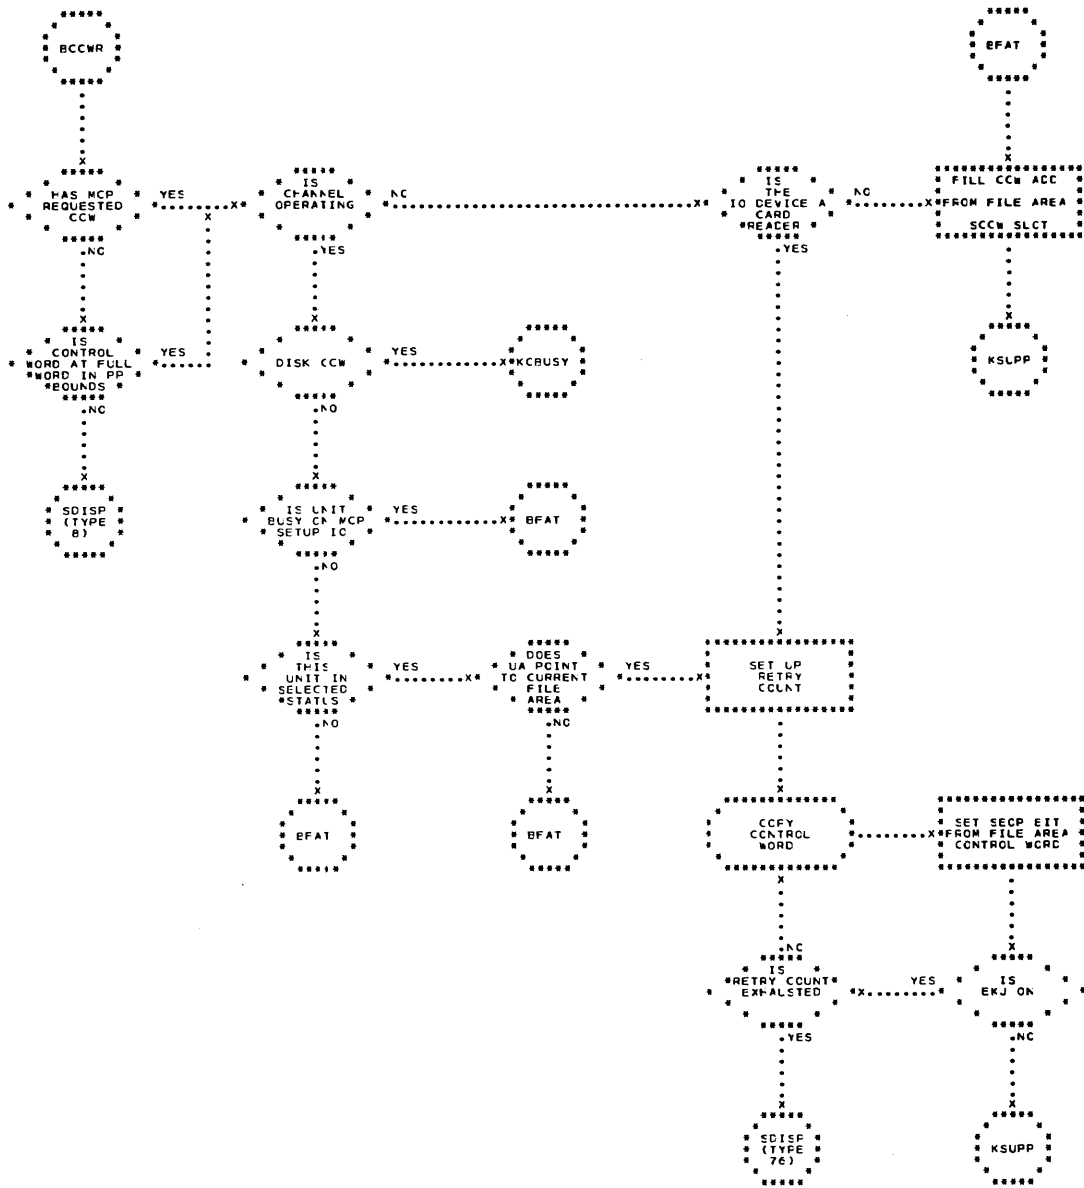 BCCWR
BFAT
HAS MCP
REQUESTED
CCW
YES
NC
IS
CHANNEL
OPERATING
NC
YES
IS
THE
IO DEVICE A
CARD
READER
NO
YES
FILL CCW ADD
FROM FILE AREA
SCCW SLCT
IS
CONTROL
WORD AT FULL
WORD IN PP
BOUNDS
YES
NC
DISK CCW
YES
NO
KCBUSY
KSUPP
SDISP
(TYPE
8)
IS UNIT
BUSY CN MCP
SETUP IC
YES
NO
BFAT
IS
THIS
UNIT IN
SELECTED
STATUS
YES
NO
DOES
UA POINT
TO CURRENT
FILE
AREA
YES
NC
SET UP
RETRY
COUNT
BFAT
BFAT
CCPY
CONTROL
WORD
SET SECP BIT
FROM FILE AREA
CONTROL WORD
NC
IS
RETRY COUNT
EXHAUSTED
YES
YES
IS
EKJ ON
NC
SDISP
(TYPE
76)
KSUPP